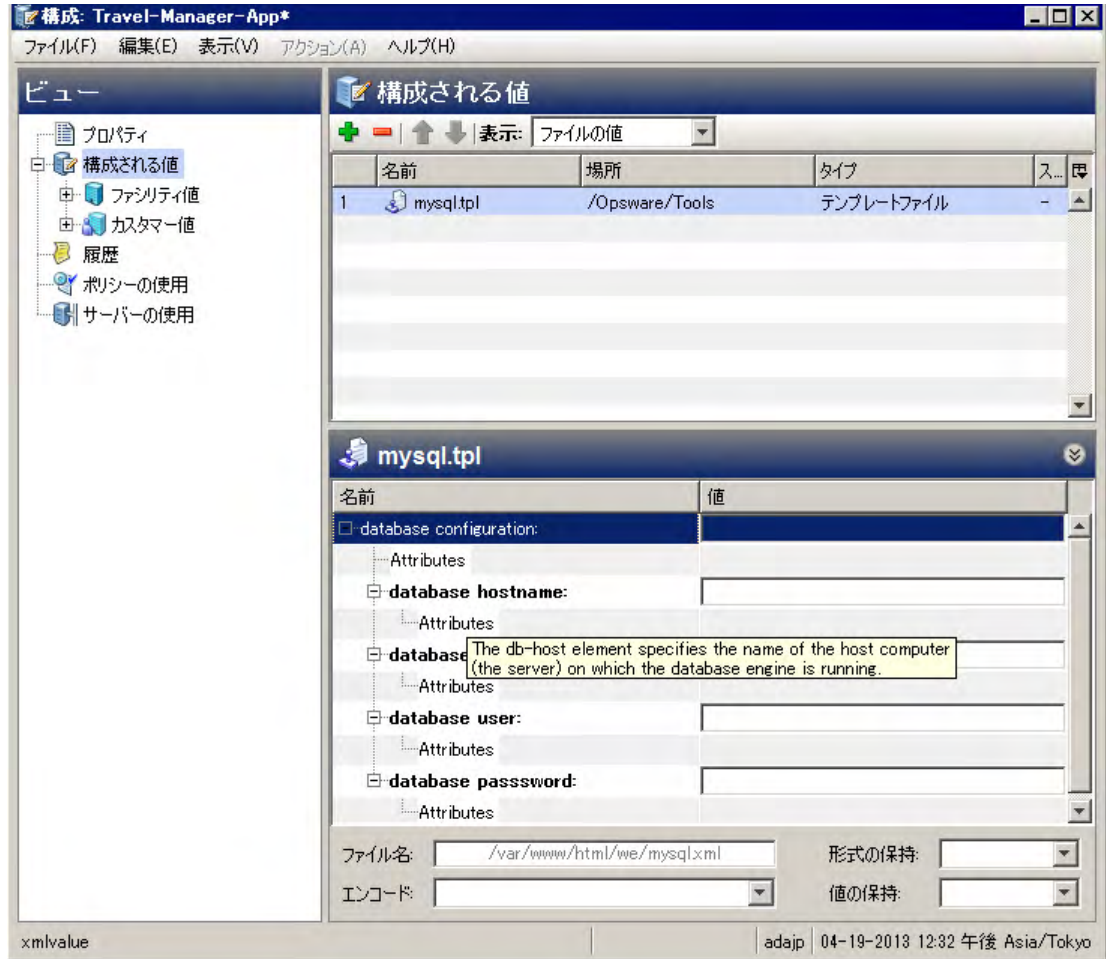 構成: Travel-Manager-App*
ファイル(F) 編集(E) 表示(V) アクション(A) ヘルプ(H)
ビュー
プロパティ
構成される値
ファシリティ値
カスタマー値
履歴
ポリシーの使用
サーバーの使用
構成される値
表示: ファイルの値
名前 場所 タイプ ス...
1 mysql.tpl /Opsware/Tools テンプレートファイル -
mysql.tpl
名前 値
database configuration:
Attributes
database hostname:
Attributes
database
The db-host element specifies the name of the host computer
(the server) on which the database engine is running.
Attributes
database user:
Attributes
database passsword:
Attributes
ファイル名: /var/www/html/we/mysql.xml 形式の保持:
エンコード: 値の保持:
xmlvalue adajp 04-19-2013 12:32 午後 Asia/Tokyo